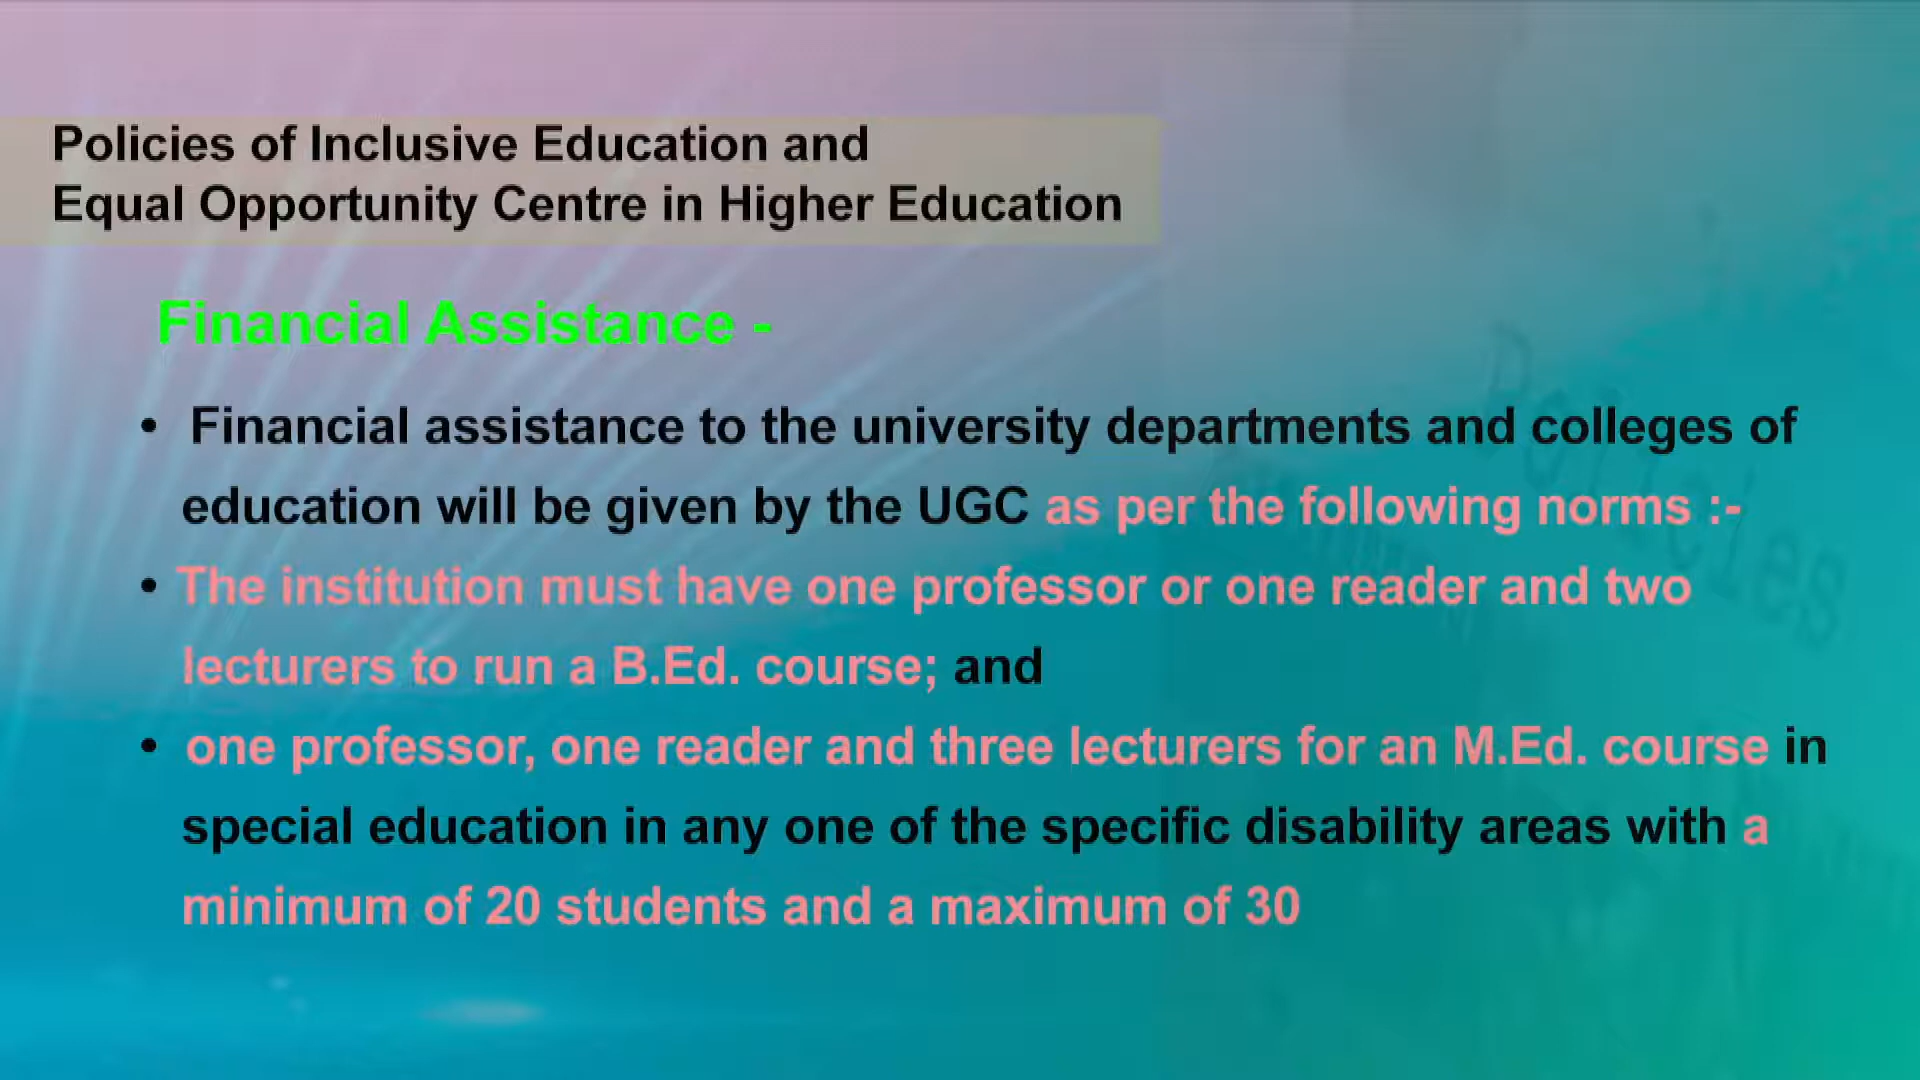 Policies of Inclusive Education and
Equal Opportunity Centre in Higher Education
Financial Assistance -
• Financial assistance to the university departments and colleges of
education will be given by the UGC as per the following norms :-
• The institution must have one professor or one reader and two
lecturers to run a B.Ed. course; and
• one professor, one reader and three lecturers for an M.Ed. course in
special education in any one of the specific disability areas with a
minimum of 20 students and a maximum of 30
Policies